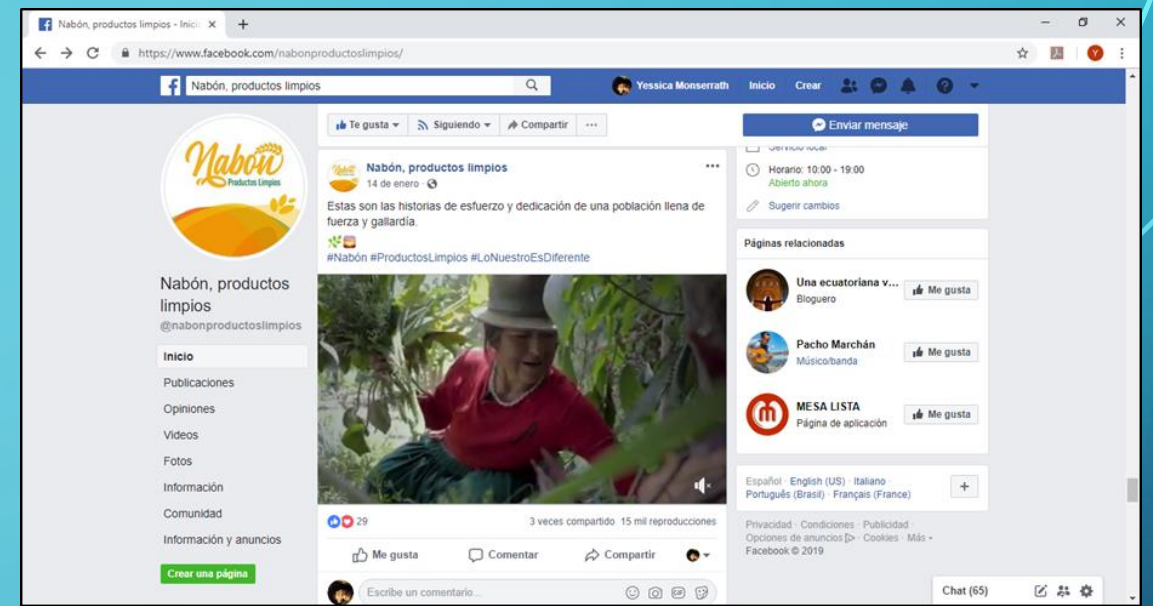 Nabón, productos limpios - Inici
https://www.facebook.com/nabonproductoslimpios/
Y
Nabón, productos limpios
Yessica Monserrath
Inicio
Crear
Nabón
Productos Limpios
Nabón, productos
limpios
@nabonproductoslimpios
Inicio
Publicaciones
Opiniones
Videos
Fotos
Información
Comunidad
Información y anuncios
Crear una página
Te gusta
Siguiendo
Compartir
Nabón, productos limpios
14 de enero ·
Estas son las historias de esfuerzo y dedicación de una población llena de
fuerza y gallardía.
#Nabón #ProductosLimpios #LoNuestroEsDiferente
29
3 veces compartido 15 mil reproducciones
Me gusta
Comentar
Compartir
Escribe un comentario...
GIF
Enviar mensaje
Servicio local
Horario: 10:00 - 19:00
Abierto ahora
Sugerir cambios
Páginas relacionadas
Una ecuatoriana v...
Bloguero
Me gusta
Pacho Marchán
Músico/banda
Me gusta
MESA LISTA
Página de aplicación
Me gusta
Español · English (US) · Italiano ·
Português (Brasil) · Français (France)
Privacidad · Condiciones · Publicidad ·
Opciones de anuncios · Cookies · Más
Facebook © 2019
Chat (65)